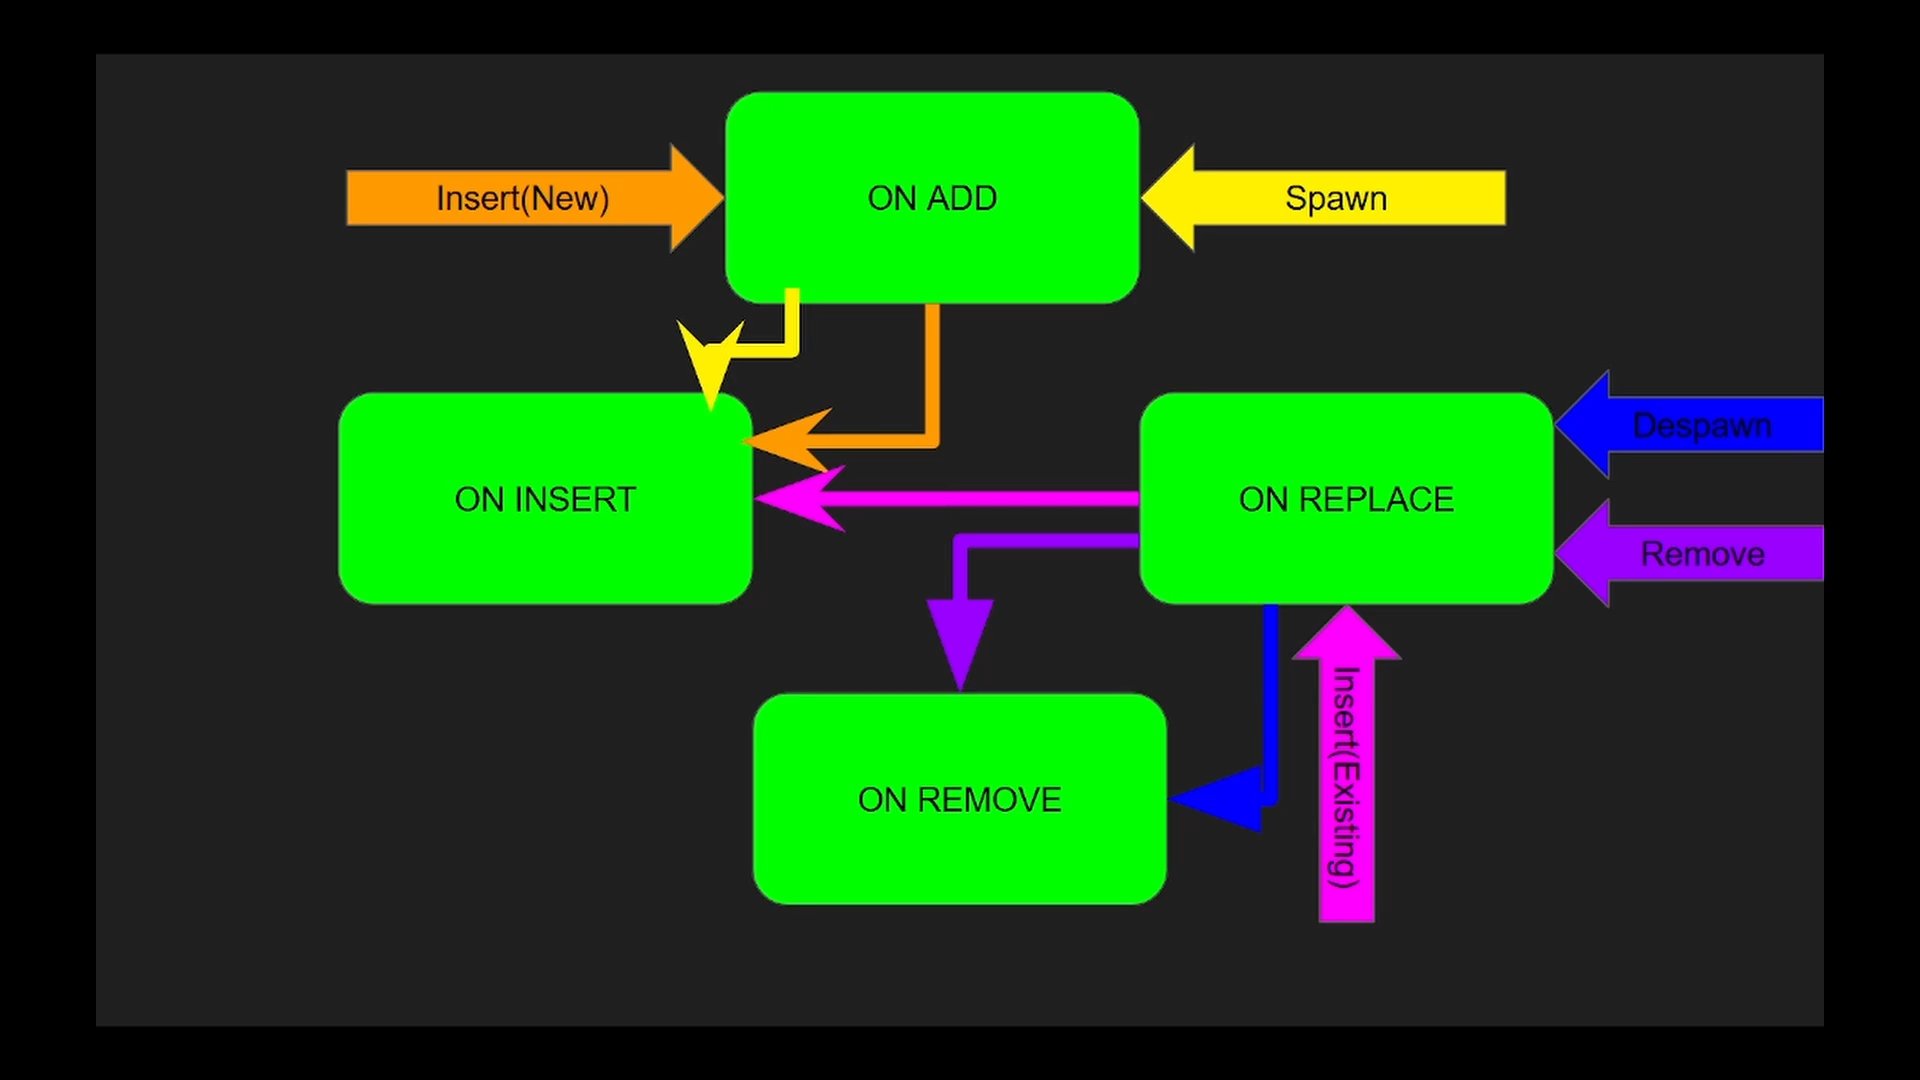 Insert(New)
ON ADD
Spawn
Despawn
ON INSERT
ON REPLACE
Remove
Insert(Existing)
ON REMOVE